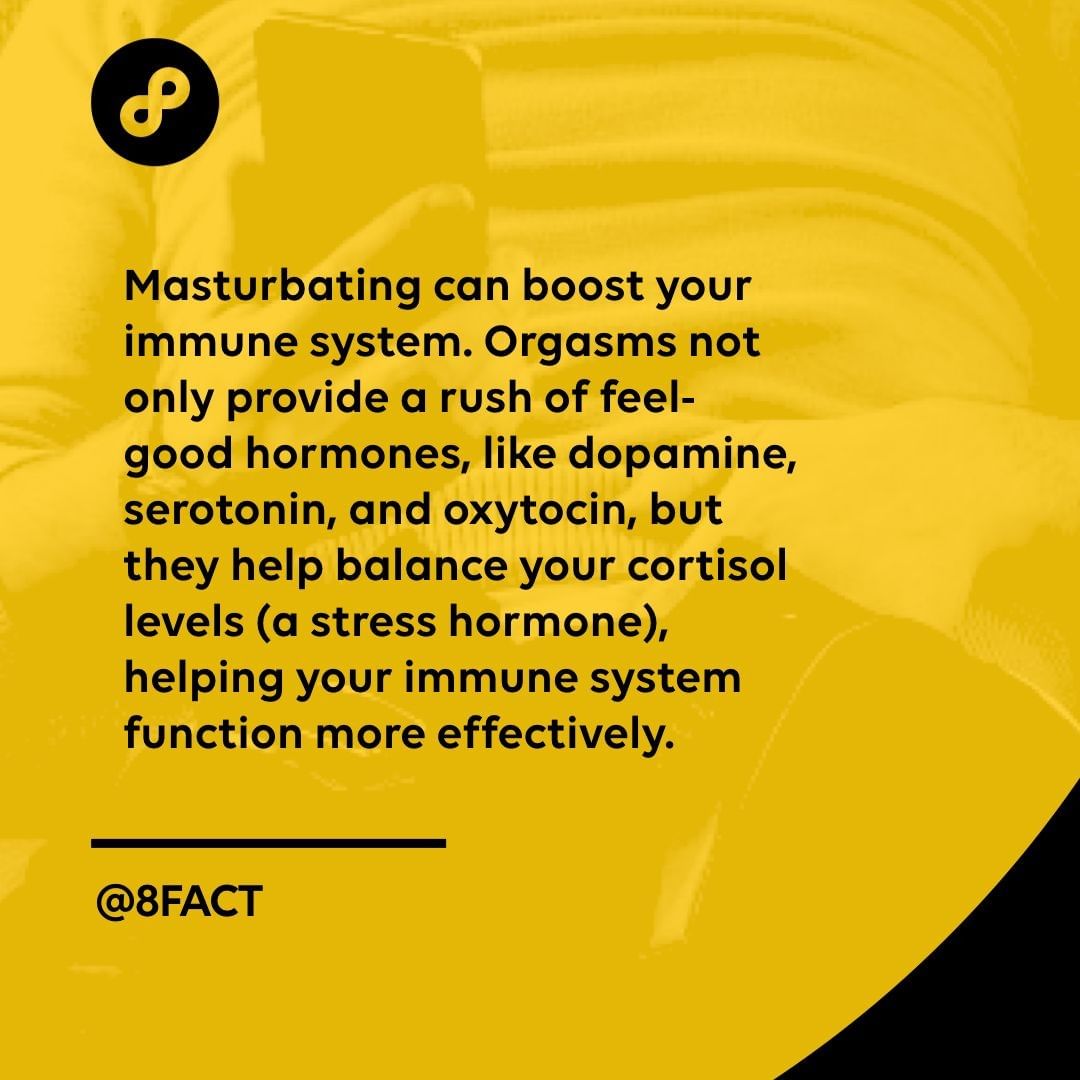 Masturbating can boost your
immune system. Orgasms not
only provide a rush of feel-
good hormones, like dopamine,
serotonin, and oxytocin, but
they help balance your cortisol
levels (a stress hormone),
helping your immune system
function more effectively.
@8FACT